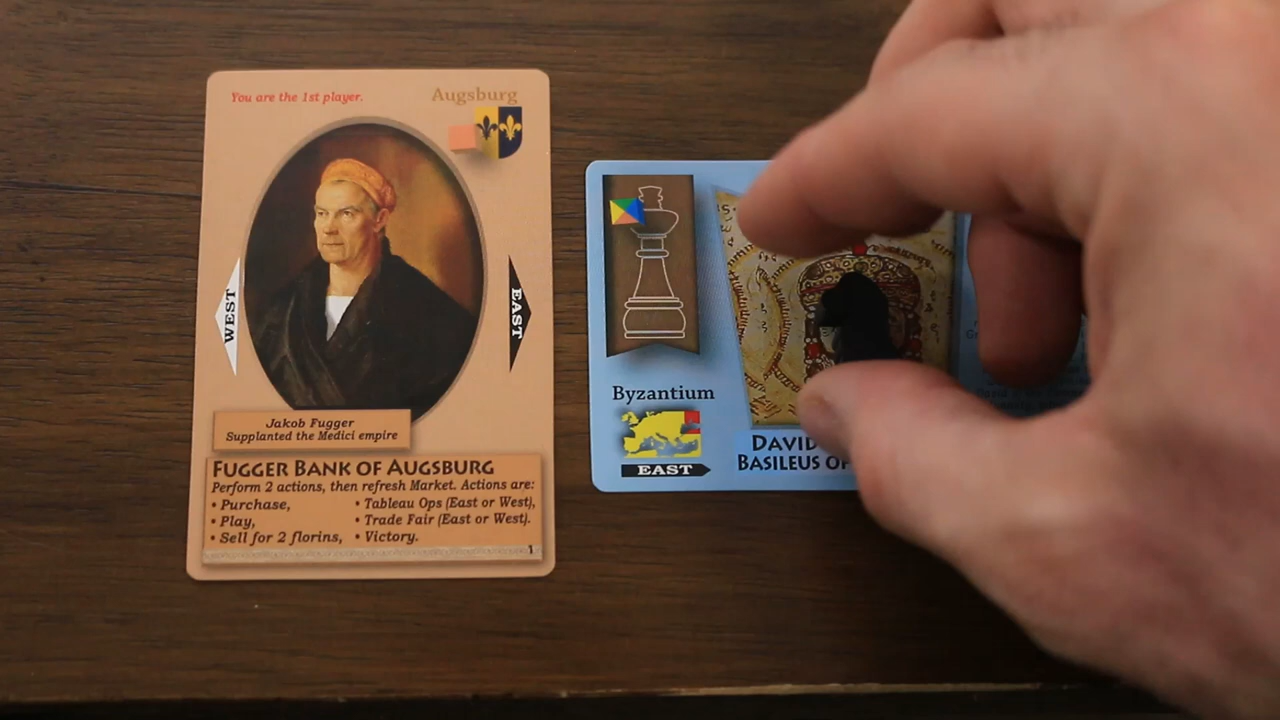 You are the 1st player.
Augsburg
WEST
EAST
Jakob Fugger
Supplanted the Medici empire
FUGGER BANK OF AUGSBURG
Perform 2 actions, then refresh Market. Actions are:
• Purchase,
• Play,
• Sell for 2 florins,
• Tableau Ops (East or West),
• Trade Fair (East or West).
• Victory.
1
Byzantium
EAST
DAVID
BASILEUS OF